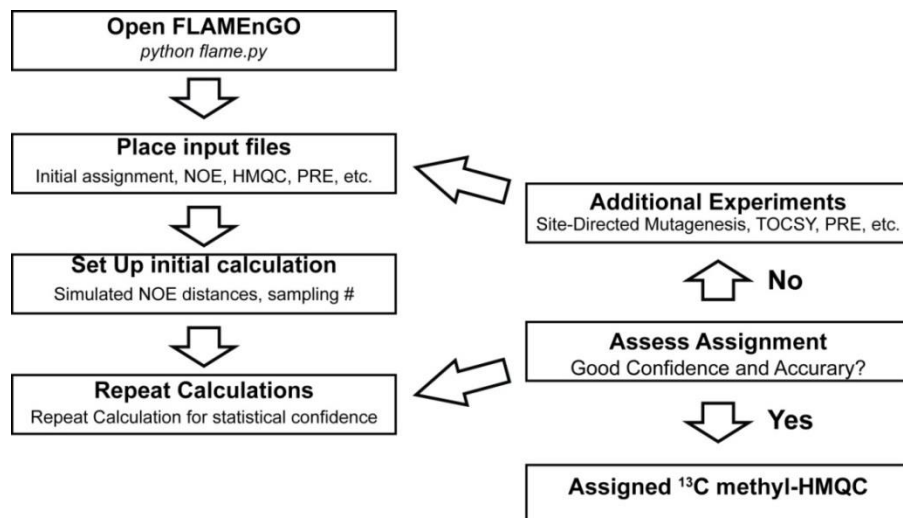 Open FLAMEnGO
python flame.py
Place input files
Initial assignment, NOE, HMQC, PRE, etc.
Set Up initial calculation
Simulated NOE distances, sampling #
Repeat Calculations
Repeat Calculation for statistical confidence
Additional Experiments
Site-Directed Mutagenesis, TOCSY, PRE, etc.
No
Assess Assignment
Good Confidence and Accurary?
Yes
Assigned ¹³C methyl-HMQC